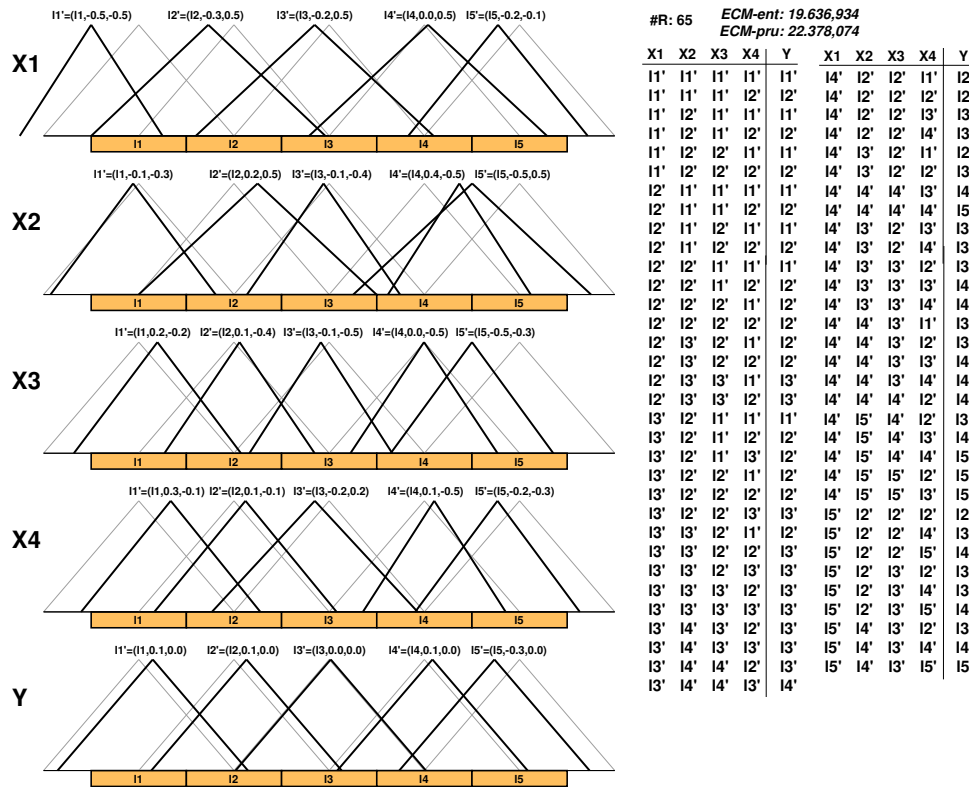 I1'=(I1,-0.5,-0.5) I2'=(I2,-0.3,0.5) I3'=(I3,-0.2,0.5) I4'=(I4,0.0,0.5) I5'=(I5,-0.2,-0.1)
X1
I1 I2 I3 I4 I5
I1'=(I1,-0.1,-0.3) I2'=(I2,0.2,0.5) I3'=(I3,-0.1,-0.4) I4'=(I4,0.4,-0.5) I5'=(I5,-0.5,0.5)
X2
I1 I2 I3 I4 I5
I1'=(I1,0.2,-0.2) I2'=(I2,0.1,-0.4) I3'=(I3,-0.1,-0.5) I4'=(I4,0.0,-0.5) I5'=(I5,-0.5,-0.3)
X3
I1 I2 I3 I4 I5
I1'=(I1,0.3,-0.1) I2'=(I2,0.1,-0.1) I3'=(I3,-0.2,0.2) I4'=(I4,0.1,-0.5) I5'=(I5,-0.2,-0.3)
X4
I1 I2 I3 I4 I5
I1'=(I1,0.1,0.0) I2'=(I2,0.1,0.0) I3'=(I3,0.0,0.0) I4'=(I4,0.1,0.0) I5'=(I5,-0.3,0.0)
Y
I1 I2 I3 I4 I5
#R: 65
ECM-ent: 19.636,934
ECM-pru: 22.378,074
X1 X2 X3 X4 Y
I1' I1' I1' I1' I1'
I1' I1' I1' I2' I2'
I1' I2' I1' I1' I1'
I1' I2' I1' I2' I2'
I1' I2' I2' I1' I1'
I1' I2' I2' I2' I2'
I2' I1' I1' I1' I1'
I2' I1' I1' I2' I2'
I2' I1' I2' I1' I1'
I2' I1' I2' I2' I2'
I2' I2' I1' I1' I1'
I2' I2' I1' I2' I2'
I2' I2' I2' I1' I2'
I2' I2' I2' I2' I2'
I2' I3' I2' I1' I2'
I2' I3' I2' I2' I2'
I2' I3' I3' I1' I3'
I2' I3' I3' I2' I3'
I3' I2' I1' I1' I1'
I3' I2' I1' I2' I2'
I3' I2' I1' I3' I2'
I3' I2' I2' I1' I2'
I3' I2' I2' I2' I2'
I3' I2' I2' I3' I3'
I3' I3' I2' I1' I2'
I3' I3' I2' I2' I3'
I3' I3' I2' I3' I3'
I3' I3' I3' I2' I3'
I3' I3' I3' I3' I3'
I3' I4' I3' I2' I3'
I3' I4' I3' I3' I3'
I3' I4' I4' I2' I3'
I3' I4' I4' I3' I4'
X1 X2 X3 X4 Y
I4' I2' I2' I1' I2
I4' I2' I2' I2' I2
I4' I2' I2' I3' I3
I4' I2' I2' I4' I3
I4' I3' I2' I1' I2
I4' I3' I2' I2' I3
I4' I4' I4' I3' I4
I4' I4' I4' I4' I5
I4' I3' I2' I3' I3
I4' I3' I2' I4' I3
I4' I3' I3' I2' I3
I4' I3' I3' I3' I4
I4' I3' I3' I4' I4
I4' I4' I3' I1' I3
I4' I4' I3' I2' I3
I4' I4' I3' I3' I4
I4' I4' I3' I4' I4
I4' I4' I4' I2' I4
I4' I5' I4' I2' I3
I4' I5' I4' I3' I4
I4' I5' I4' I4' I5
I4' I5' I5' I2' I5
I4' I5' I5' I3' I5
I5' I2' I2' I2' I2
I5' I2' I2' I4' I3
I5' I2' I2' I5' I4
I5' I2' I3' I2' I3
I5' I2' I3' I4' I3
I5' I2' I3' I5' I4
I5' I4' I3' I2' I3
I5' I4' I3' I4' I4
I5' I4' I3' I5' I5